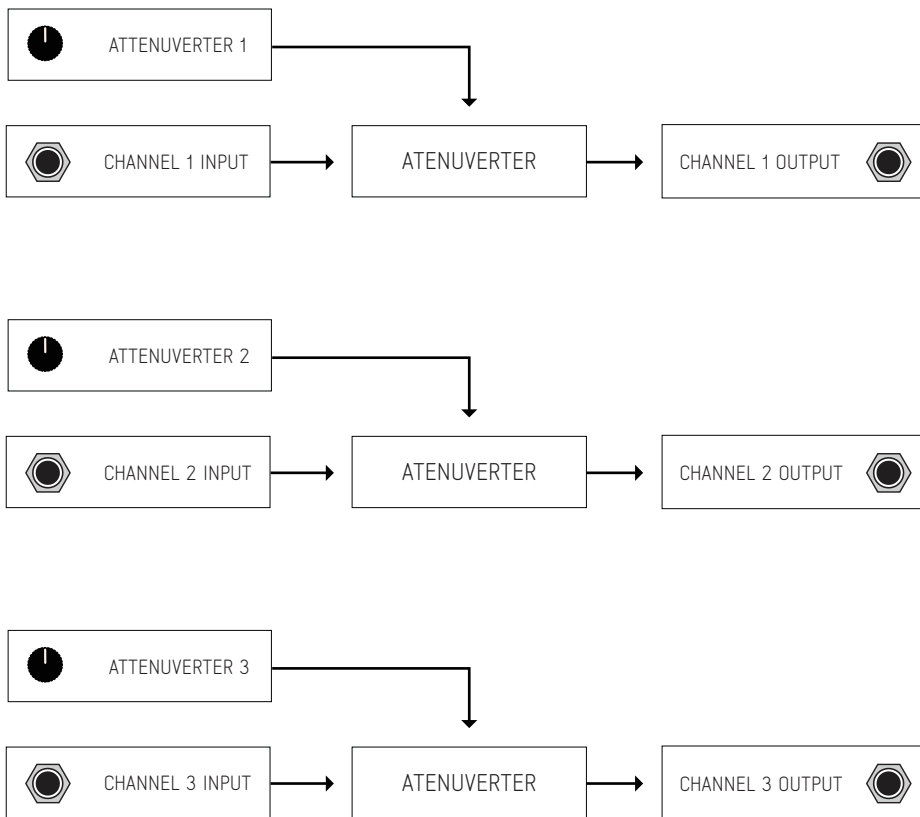 ATTENUVERTER 1
CHANNEL 1 INPUT
ATENUVERTER
CHANNEL 1 OUTPUT
ATTENUVERTER 2
CHANNEL 2 INPUT
ATENUVERTER
CHANNEL 2 OUTPUT
ATTENUVERTER 3
CHANNEL 3 INPUT
ATENUVERTER
CHANNEL 3 OUTPUT